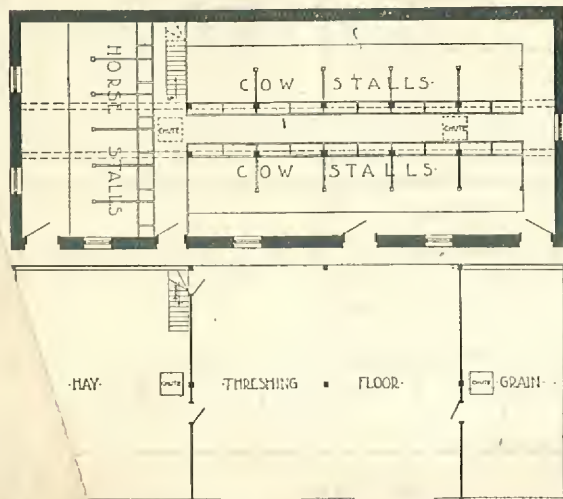 HORSE STALLS
COW STALLS
CHUTE
CHUTE
COW STALLS
HAY
CHUTE
THRESHING FLOOR
CHUTE
GRAIN